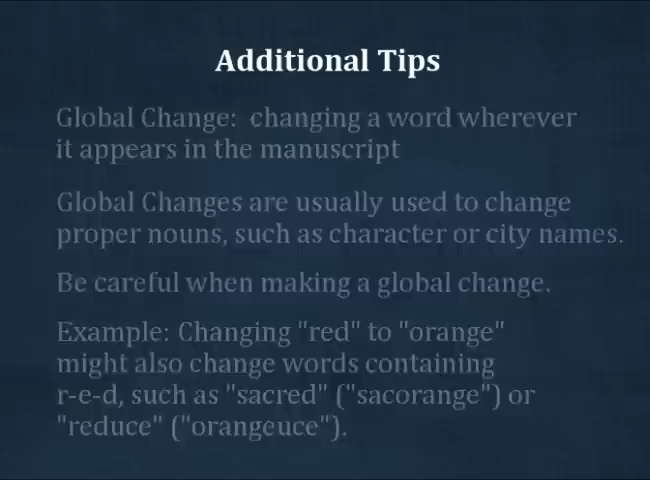 Additional Tips
Global Change:  changing a word wherever
it appears in the manuscript
Global Changes are usually used to change
proper nouns, such as character or city names.
Be careful when making a global change.
Example: Changing "red" to "orange"
might also change words containing
r-e-d, such as "sacred" ("sacorange") or
"reduce" ("orangeuce").